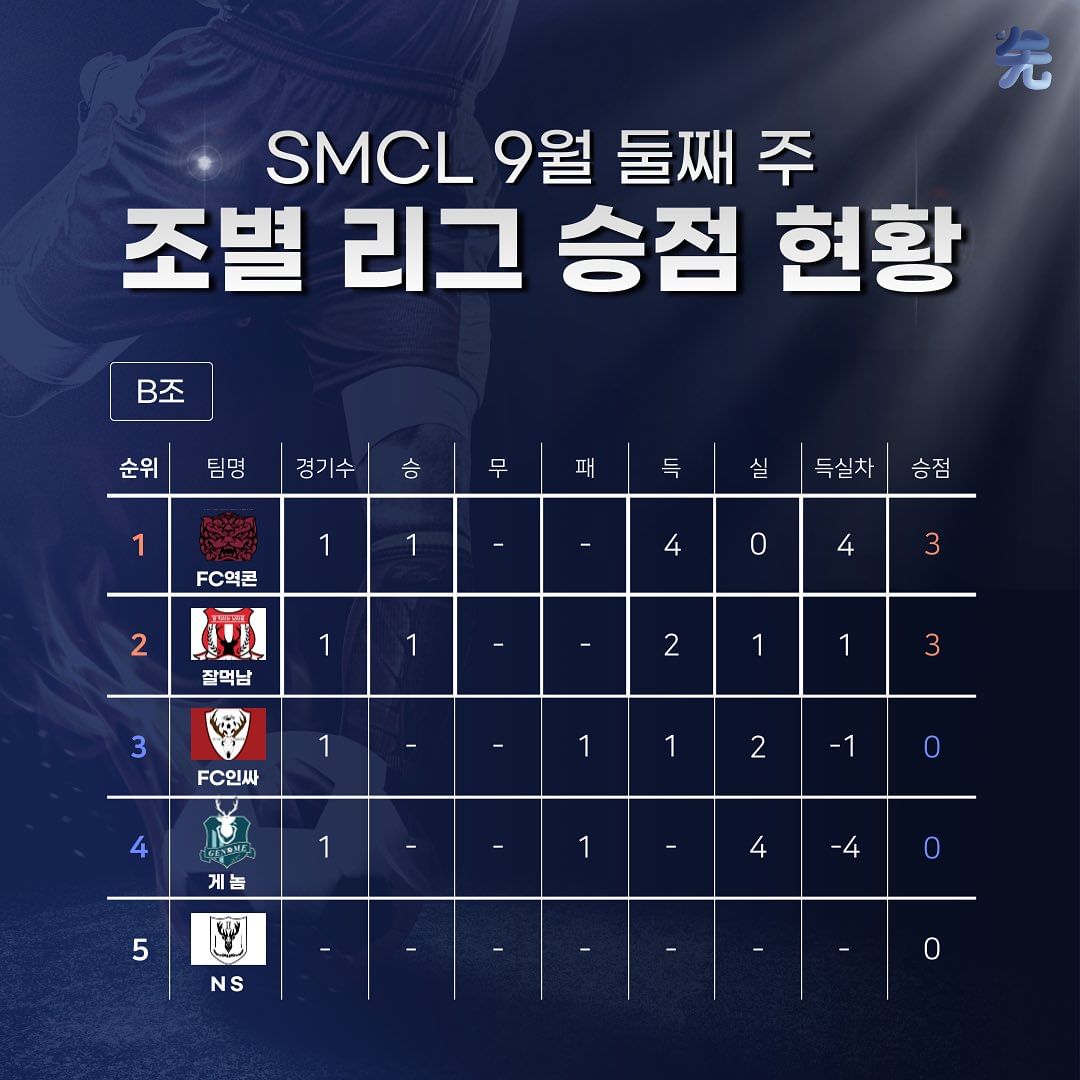 SMCL 9월 둘째 주
조별 리그 승점 현황
B조
순위 팀명 경기수 승 무 패 득 실 득실차 승점
1 FC역콘 1 1 - - 4 0 4 3
2 잘먹남 1 1 - - 2 1 1 3
3 FC인싸 1 - - 1 1 2 -1 0
GENOME
4 게놈 1 - - 1 - 4 -4 0
5 NS - - - - - - - 0